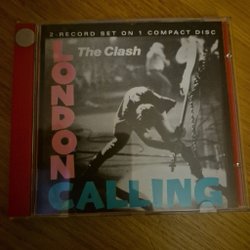 2-RECORD SET ON 1 COMPACT DISC
The Clash
LONDON
CALLING